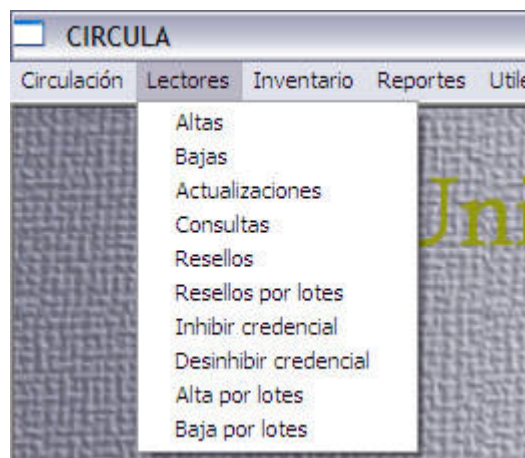 CIRCULA
Circulación Lectores Inventario Reportes
Altas
Bajas
Actualizaciones
Consultas
Resellos
Resellos por lotes
Inhibir credencial
Desinhibir credencial
Alta por lotes
Baja por lotes